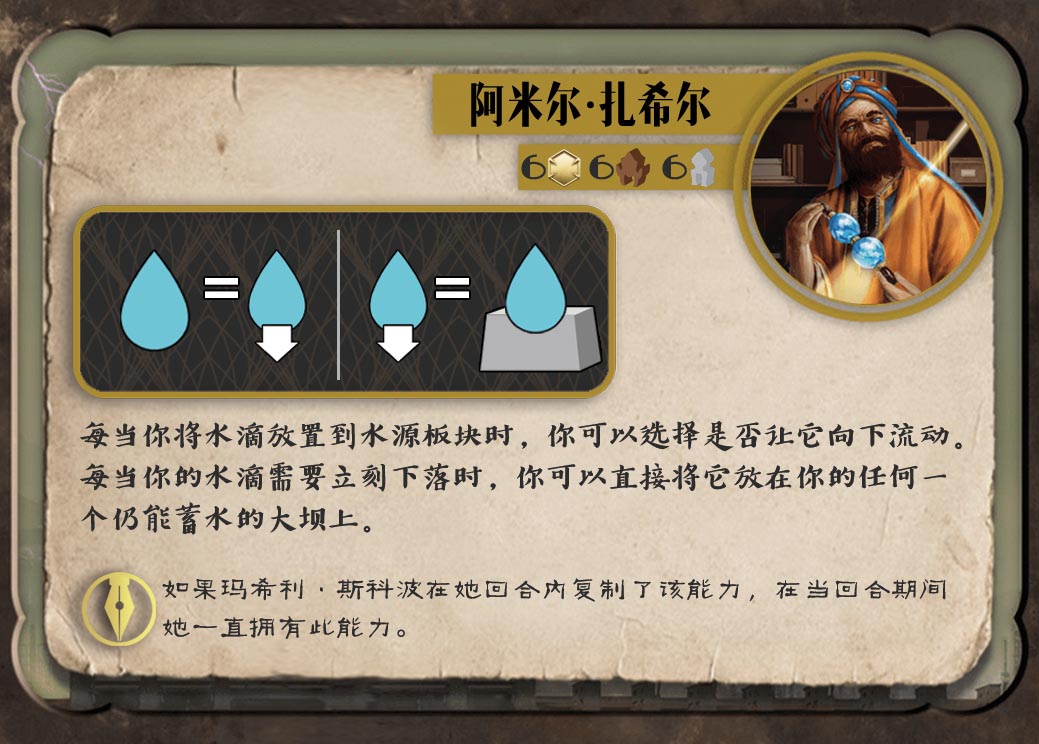 阿米尔·扎希尔
6 6 6
每当你将水滴放置到水源板块时，你可以选择是否让它向下流动。
每当你的水滴需要立刻下落时，你可以直接将它放在你的任何一
个仍能蓄水的大坝上。
如果玛希利·斯科波在她回合内复制了该能力，在当回合期间
她一直拥有此能力。